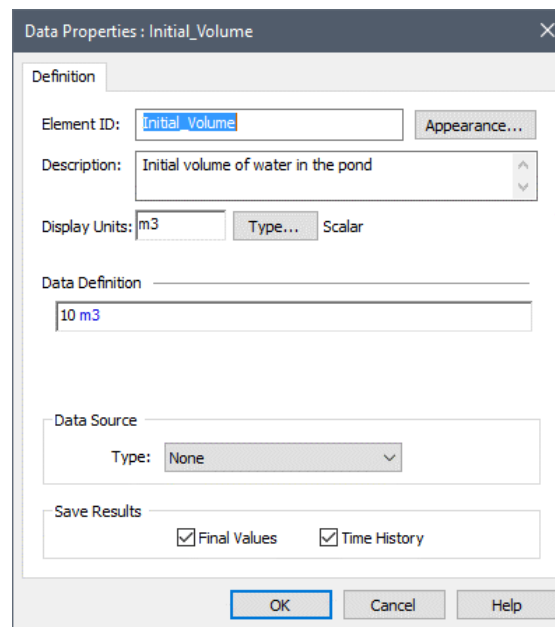 Data Properties : Initial_Volume
Definition
Element ID: Initial_Volume Appearance...
Description: Initial volume of water in the pond
Display Units: m3 Type... Scalar
Data Definition
10 m3
Data Source
Type: None
Save Results
Final Values Time History
OK Cancel Help